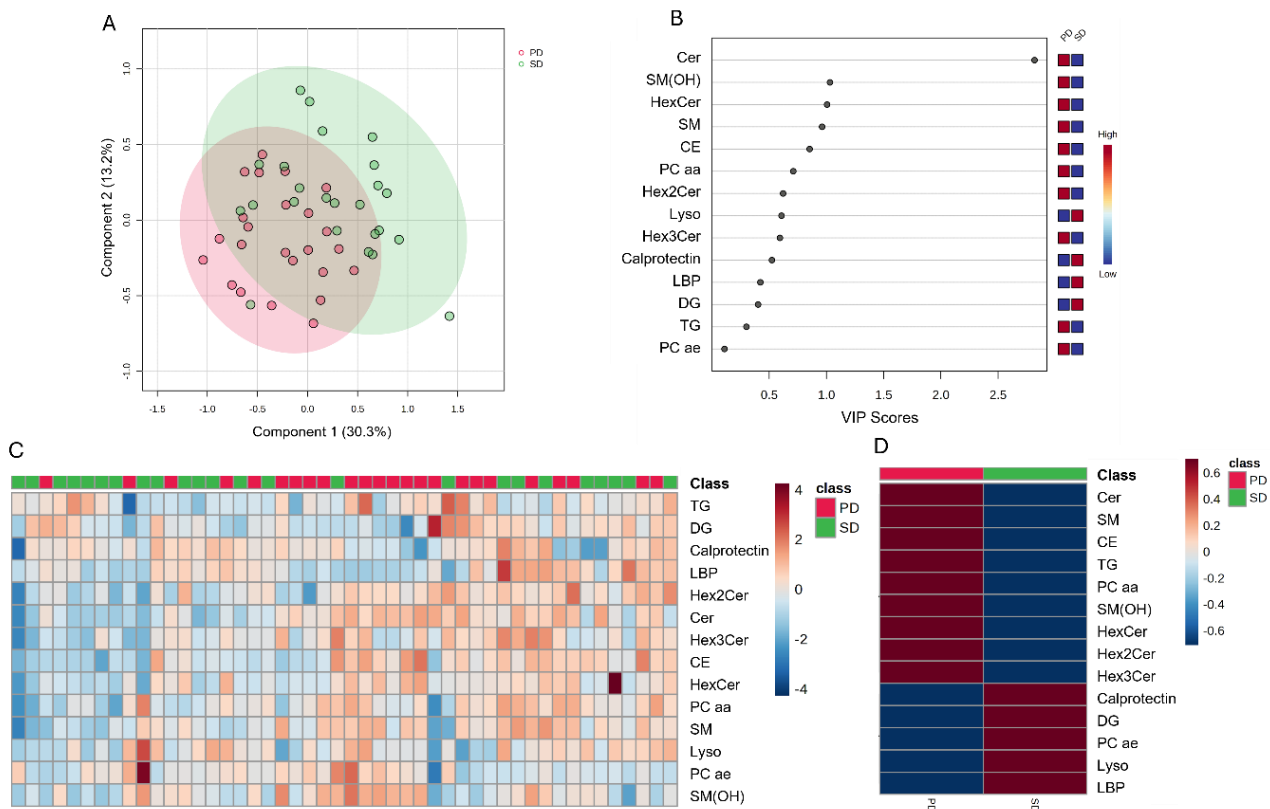 A
PD
SD
Component 2 (13.2%)
1.0
0.5
0.0
-0.5
-1.0
-1.5
-1.0
-0.5
0.0
0.5
1.0
1.5
Component 1 (30.3%)
B
PD SD
Cer
SM(OH)
HexCer
SM
CE
PC aa
Hex2Cer
Lyso
Hex3Cer
Calprotectin
LBP
DG
TG
PC ae
0.5
1.0
1.5
2.0
2.5
VIP Scores
High
Low
C
Class
TG
DG
Calprotectin
LBP
Hex2Cer
Cer
Hex3Cer
CE
HexCer
PC aa
SM
Lyso
PC ae
SM(OH)
4
2
0
-2
-4
class
PD
SD
D
Class
Cer
SM
CE
TG
PC aa
SM(OH)
HexCer
Hex2Cer
Hex3Cer
Calprotectin
DG
PC ae
Lyso
LBP
0.6
0.4
0.2
0
-0.2
-0.4
-0.6
class
PD
SD